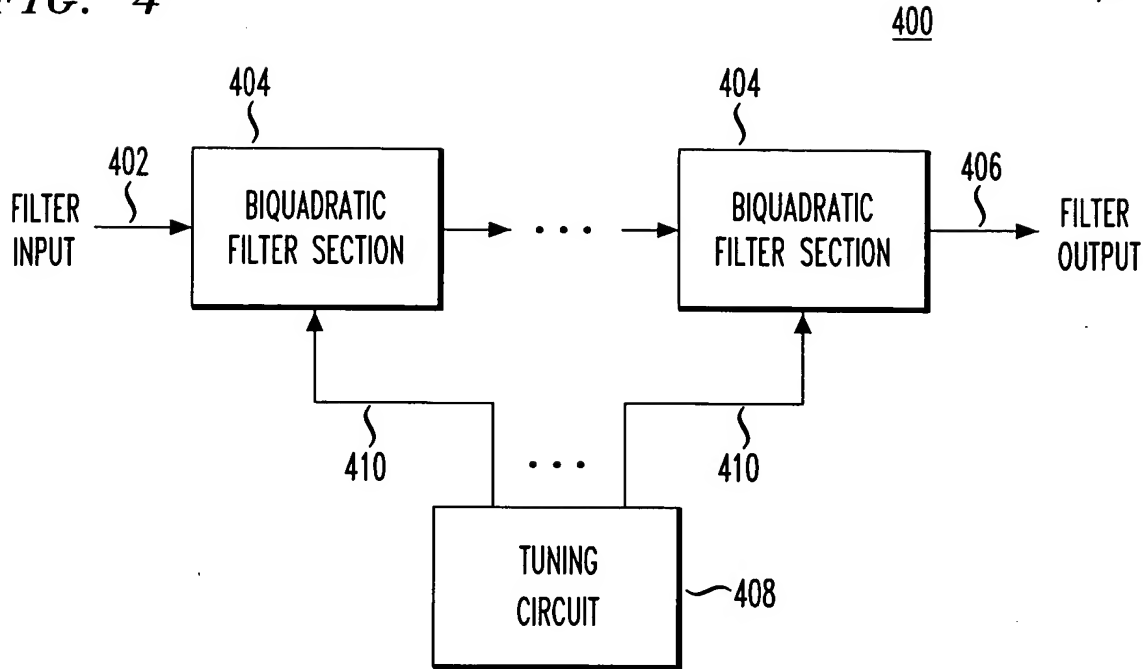 FIG. 4
400
404
404
402
406
FILTER
INPUT
BIQUADRATIC
FILTER SECTION
• • •
BIQUADRATIC
FILTER SECTION
FILTER
OUTPUT
410
• • •
410
TUNING
CIRCUIT
408